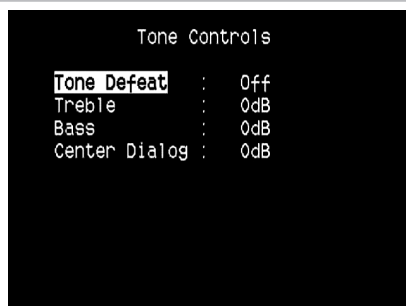 Tone Controls
Tone Defeat : Off
Treble : 0dB
Bass : 0dB
Center Dialog : 0dB